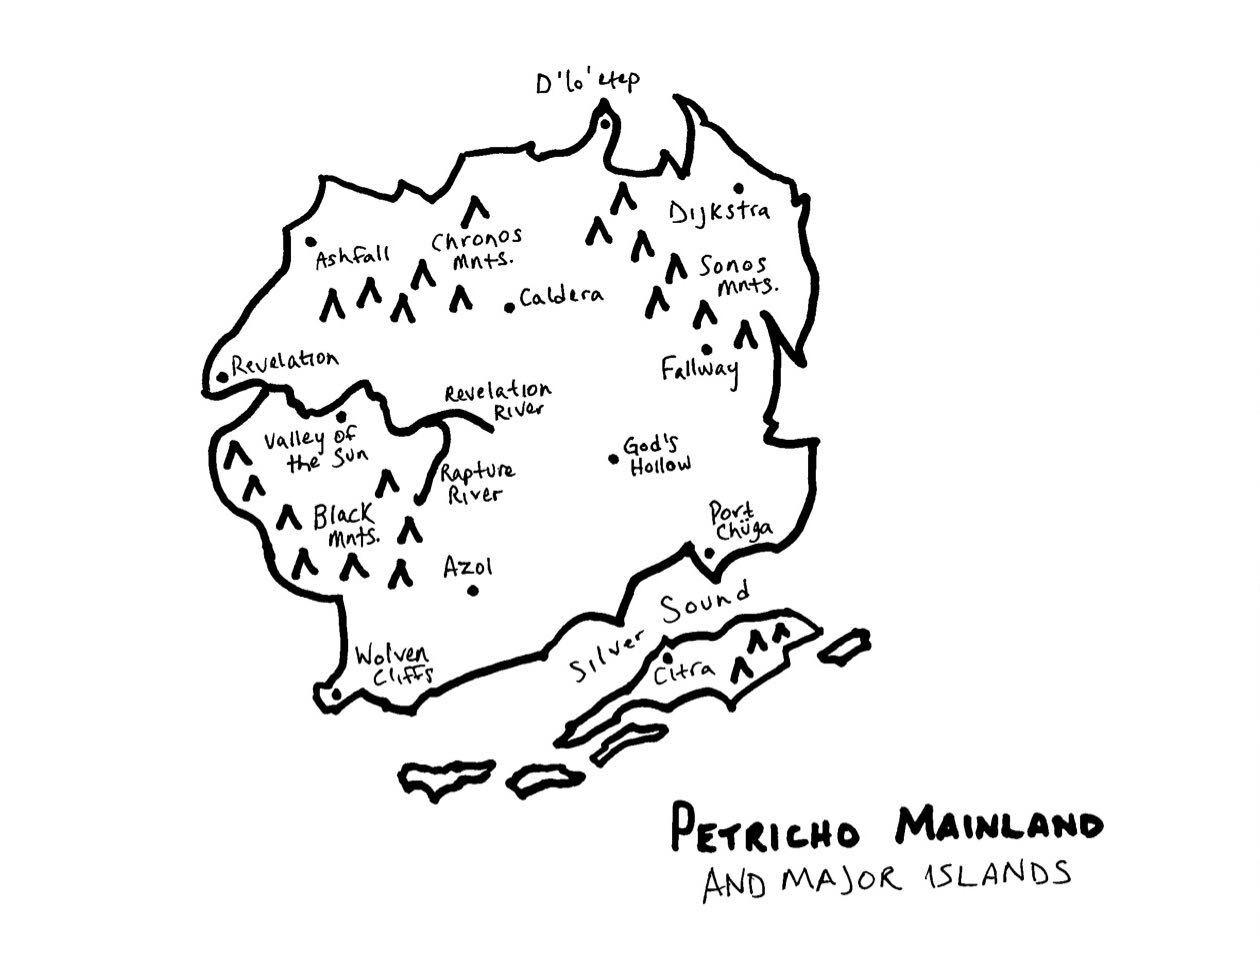 D'lo'etep
Dijkstra
Ashfall
Chronos
Mnts.
Sonos
Mnts.
Caldera
Revelation
Fallway
Revelation
River
Valley of
the Sun
God's
Hollow
Rapture
River
Black
Mnts.
Port
Chüga
Azol
Silver Sound
Wolven
Cliffs
Citra
PETRICHO MAINLAND
AND MAJOR ISLANDS